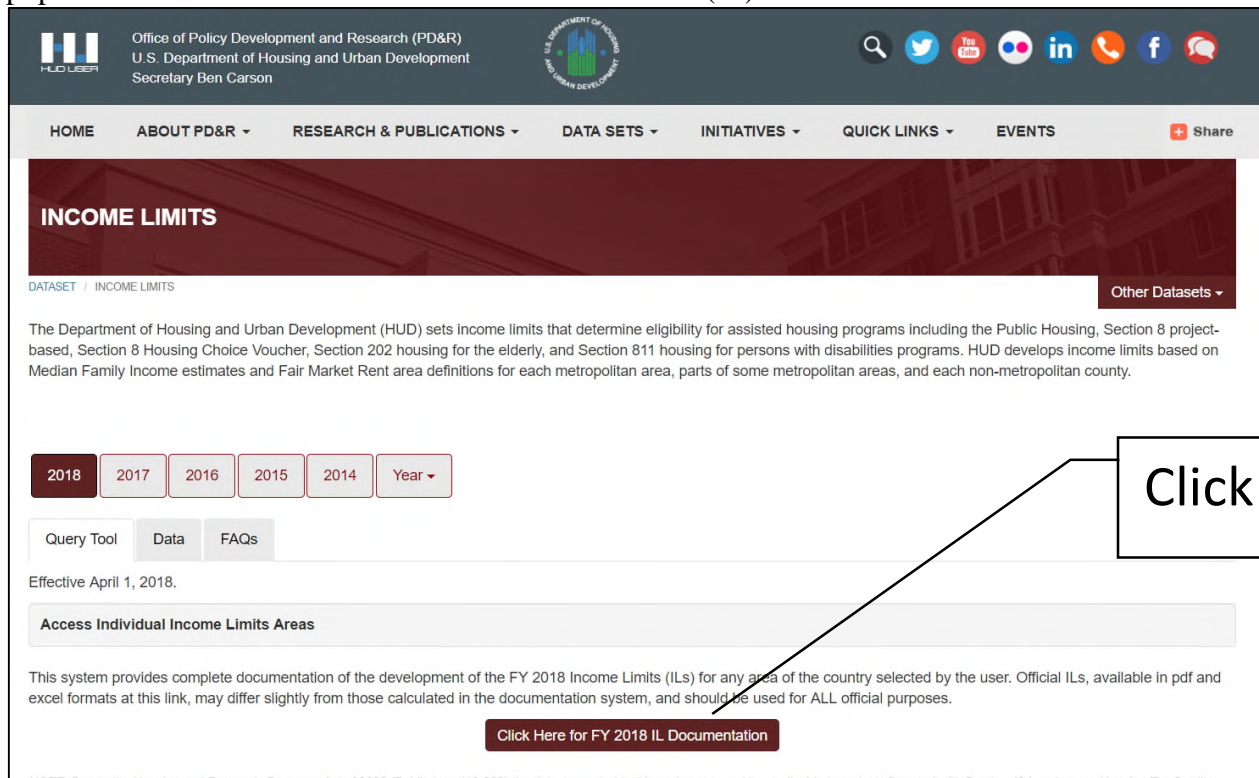 Office of Policy Development and Research (PD&R)
U.S. Department of Housing and Urban Development
Secretary Ben Carson
HUD USER
U.S. DEPARTMENT OF HOUSING AND URBAN DEVELOPMENT
You Tube
HOME ABOUT PD&R RESEARCH & PUBLICATIONS DATA SETS INITIATIVES QUICK LINKS EVENTS Share
INCOME LIMITS
DATASET / INCOME LIMITS
Other Datasets
The Department of Housing and Urban Development (HUD) sets income limits that determine eligibility for assisted housing programs including the Public Housing, Section 8 project-
based, Section 8 Housing Choice Voucher, Section 202 housing for the elderly, and Section 811 housing for persons with disabilities programs. HUD develops income limits based on
Median Family Income estimates and Fair Market Rent area definitions for each metropolitan area, parts of some metropolitan areas, and each non-metropolitan county.
2018 2017 2016 2015 2014 Year
Click
Query Tool Data FAQs
Effective April 1, 2018.
Access Individual Income Limits Areas
This system provides complete documentation of the development of the FY 2018 Income Limits (ILs) for any area of the country selected by the user. Official ILs, available in pdf and
excel formats at this link, may differ slightly from those calculated in the documentation system, and should be used for ALL official purposes.
Click Here for FY 2018 IL Documentation